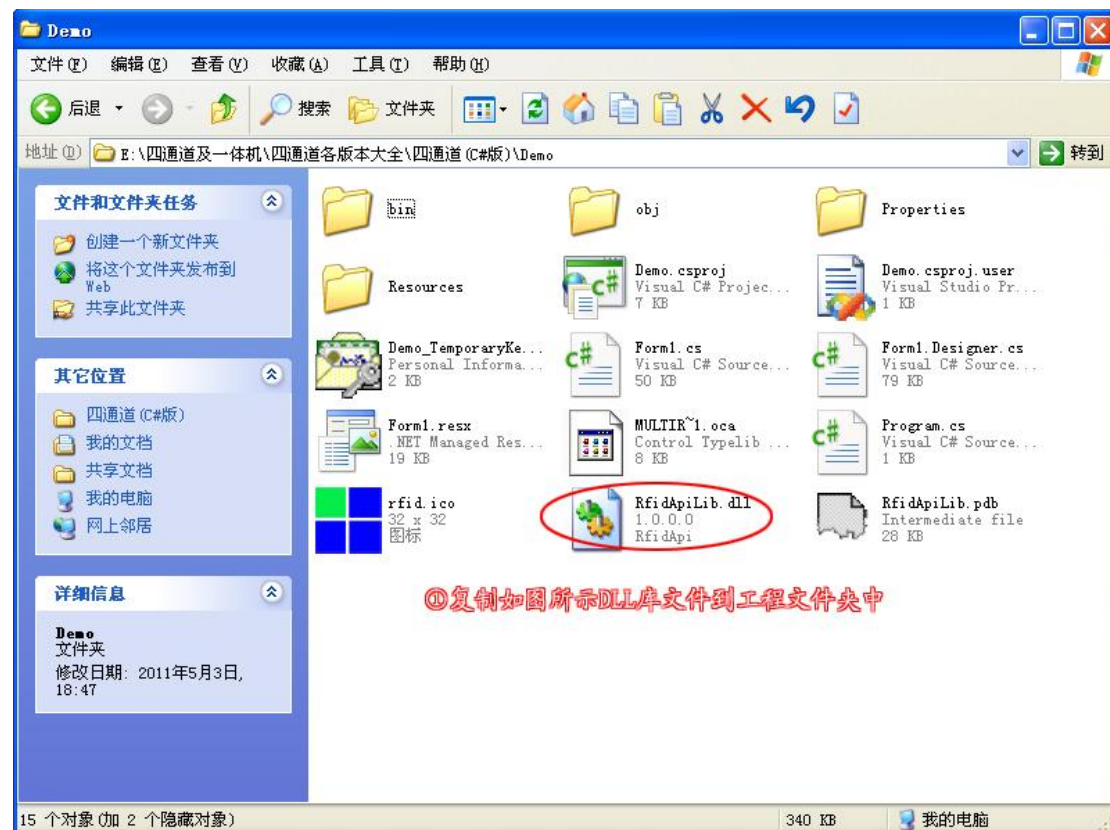 Demo
文件(F) 编辑(E) 查看(V) 收藏(A) 工具(T) 帮助(H)
后退 搜索 文件夹
地址(D) E:\四通道及一体机\四通道各版本大全\四通道(C#版)\Demo 转到
文件和文件夹任务
创建一个新文件夹
将这个文件夹发布到
Web
共享此文件夹
其它位置
四通道(C#版)
我的文档
共享文档
我的电脑
网上邻居
详细信息
Demo
文件夹
修改日期: 2011年5月3日,
18:47
bin
obj
Properties
Resources
Demo.csproj
Visual C# Projec...
7 KB
Demo.csproj.user
Visual Studio Pr...
1 KB
Demo_TemporaryKe...
Personal Informa...
2 KB
Form1.cs
Visual C# Source...
50 KB
Form1.Designer.cs
Visual C# Source...
79 KB
Form1.resx
.NET Managed Res...
19 KB
MULTIR~1.oca
Control Typelib ...
8 KB
Program.cs
Visual C# Source...
1 KB
rfid.ico
32 x 32
图标
RfidApiLib.dll
1.0.0.0
RfidApi
RfidApiLib.pdb
Intermediate file
28 KB
①复制如图所示DLL库文件到工程文件夹中
15 个对象(加 2 个隐藏对象) 340 KB 我的电脑